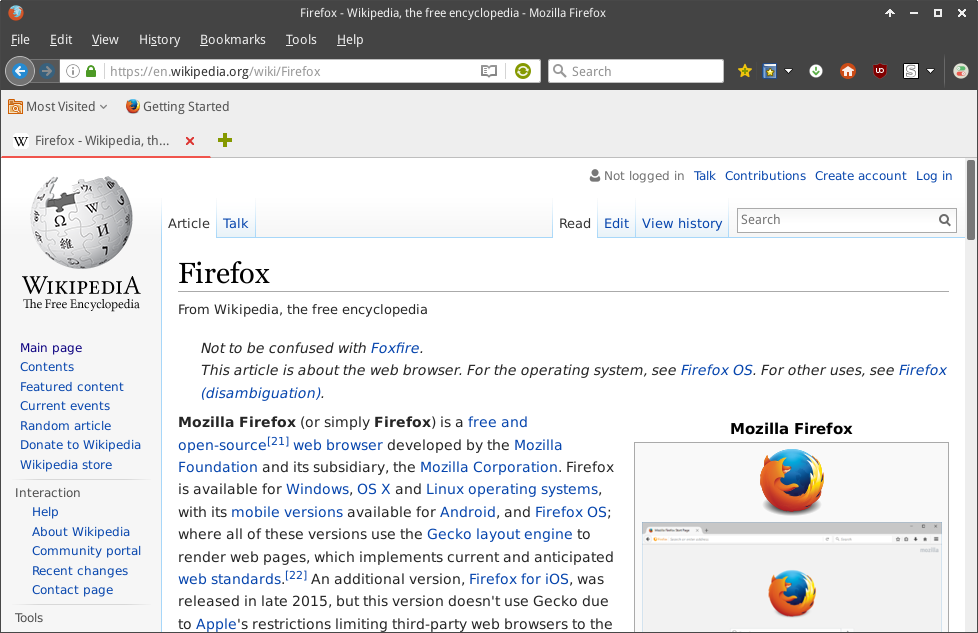 Firefox - Wikipedia, the free encyclopedia - Mozilla Firefox
File Edit View History Bookmarks Tools Help
https://en.wikipedia.org/wiki/Firefox Search
Most Visited Getting Started
W Firefox - Wikipedia, th...
Not logged in Talk Contributions Create account Log in
Article Talk Read Edit View history Search
WIKIPEDIA
The Free Encyclopedia
Main page
Contents
Featured content
Current events
Random article
Donate to Wikipedia
Wikipedia store
Interaction
Help
About Wikipedia
Community portal
Recent changes
Contact page
Tools
Firefox
From Wikipedia, the free encyclopedia
Not to be confused with Foxfire.
This article is about the web browser. For the operating system, see Firefox OS. For other uses, see Firefox
(disambiguation).
Mozilla Firefox (or simply Firefox) is a free and
open-source[21] web browser developed by the Mozilla
Foundation and its subsidiary, the Mozilla Corporation. Firefox
is available for Windows, OS X and Linux operating systems,
with its mobile versions available for Android, and Firefox OS;
where all of these versions use the Gecko layout engine to
render web pages, which implements current and anticipated
web standards.[22] An additional version, Firefox for iOS, was
released in late 2015, but this version doesn't use Gecko due
to Apple's restrictions limiting third-party web browsers to the
Mozilla Firefox
mozilla